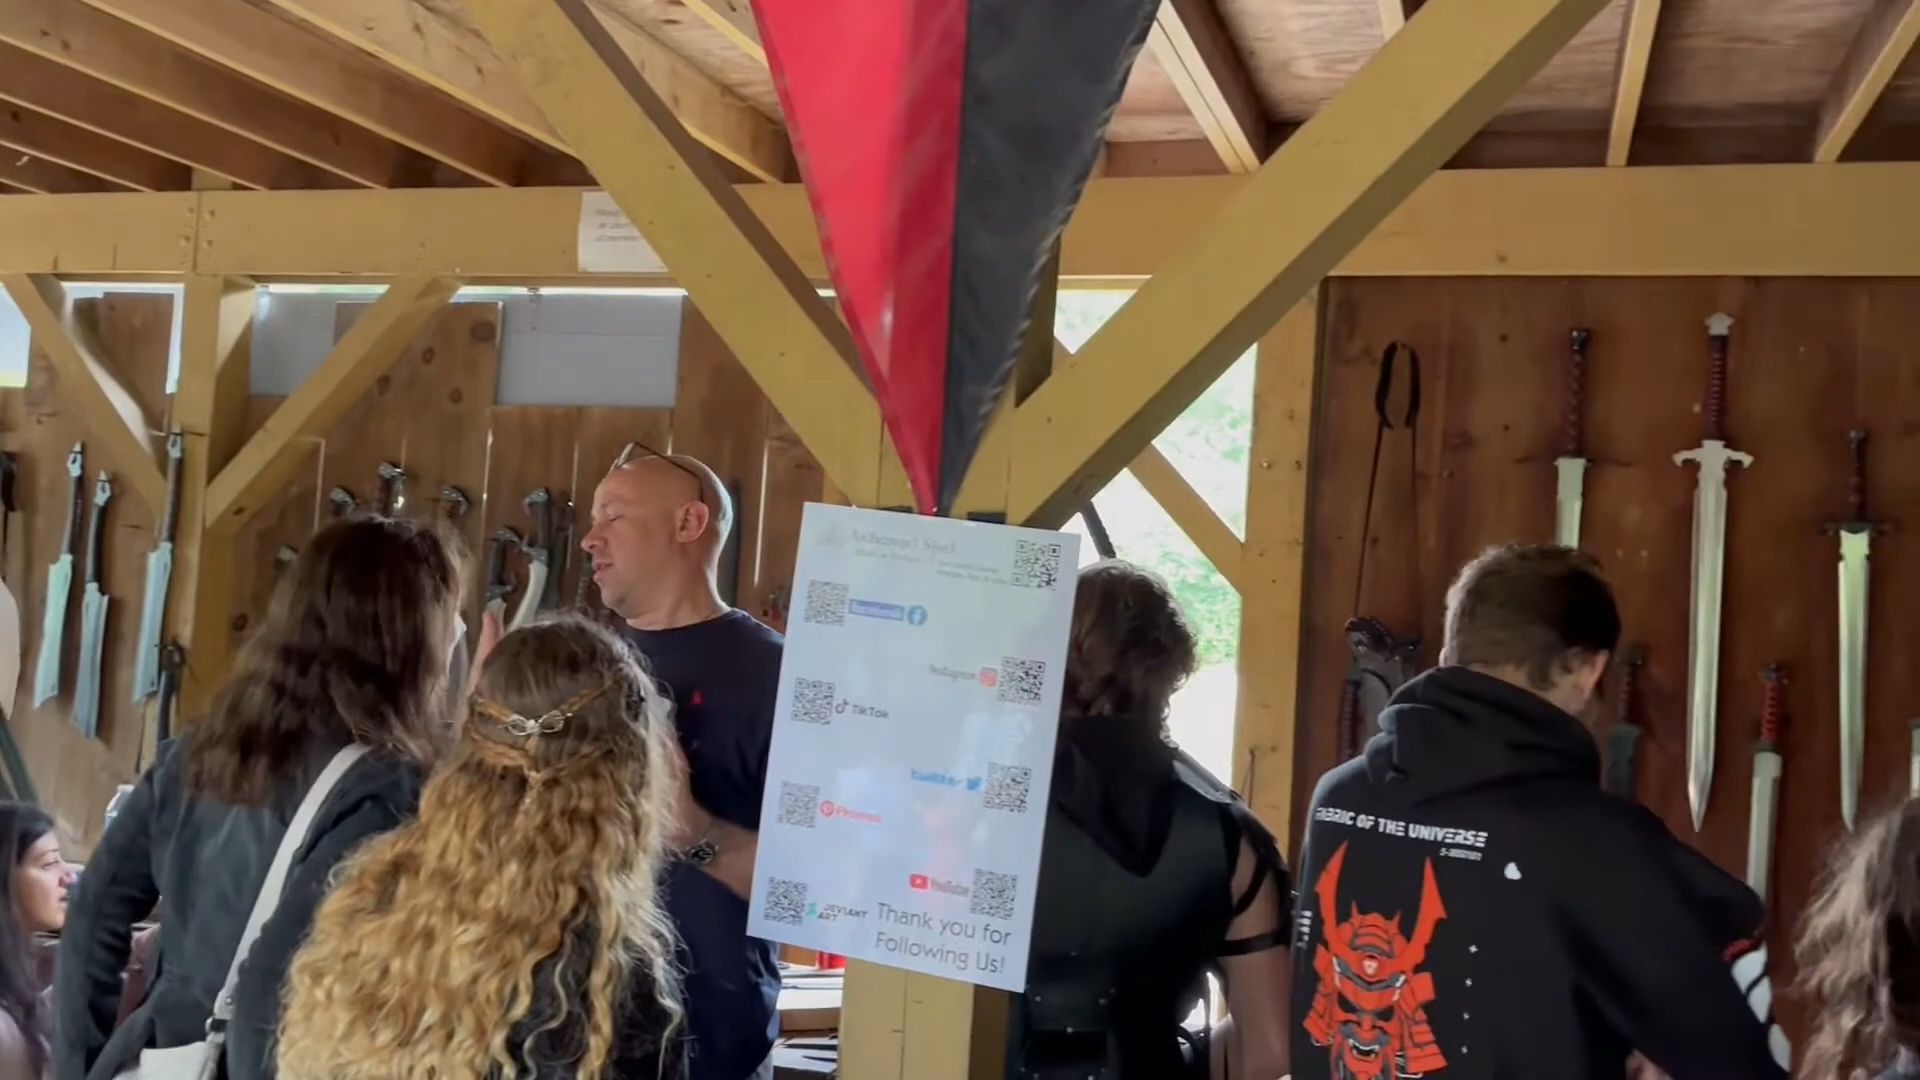 Archangel Steel
facebook
Instagram
TikTok
twitter
Pinterest
YouTube
DEVIANT
ART
Thank you for
Following Us!
FABRIC OF THE UNIVERSE